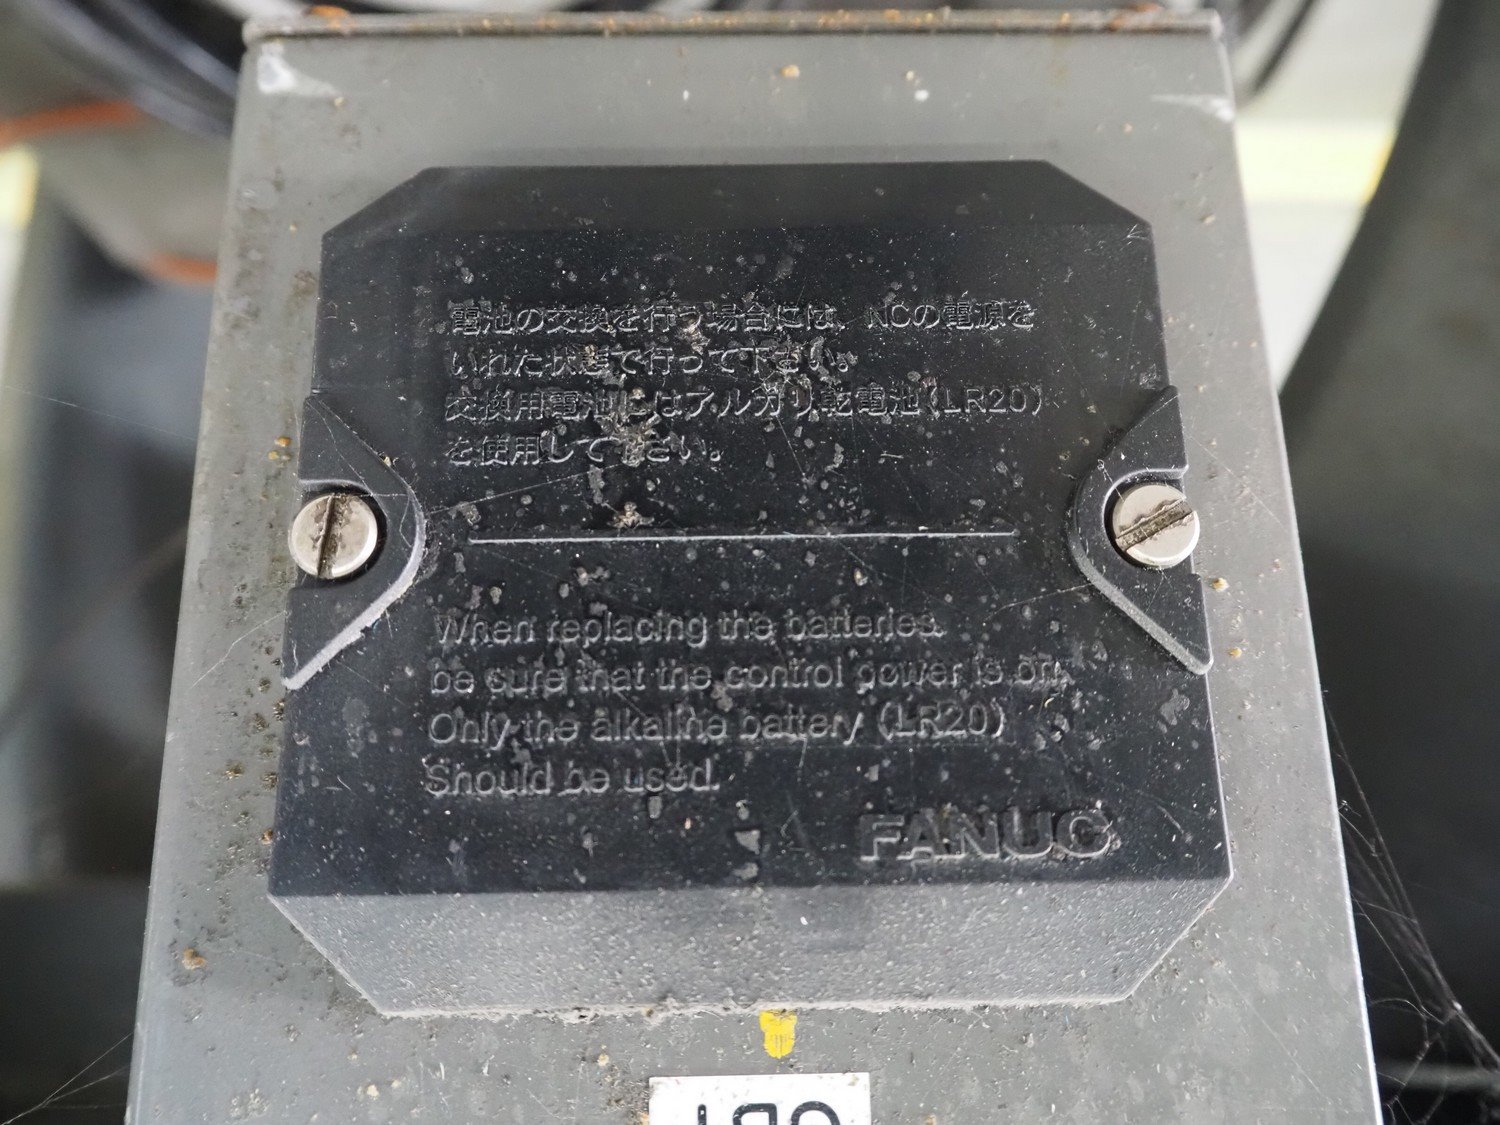 電池の交換を行う場合には、NCの電源を
いれた状態で行って下さい。
交換用電池にはアルカリ乾電池(LR20)
を使用して下さい。
When replacing the batteries,
be sure that the control power is on.
Only the alkaline battery (LR20)
Should be used.
FANUC